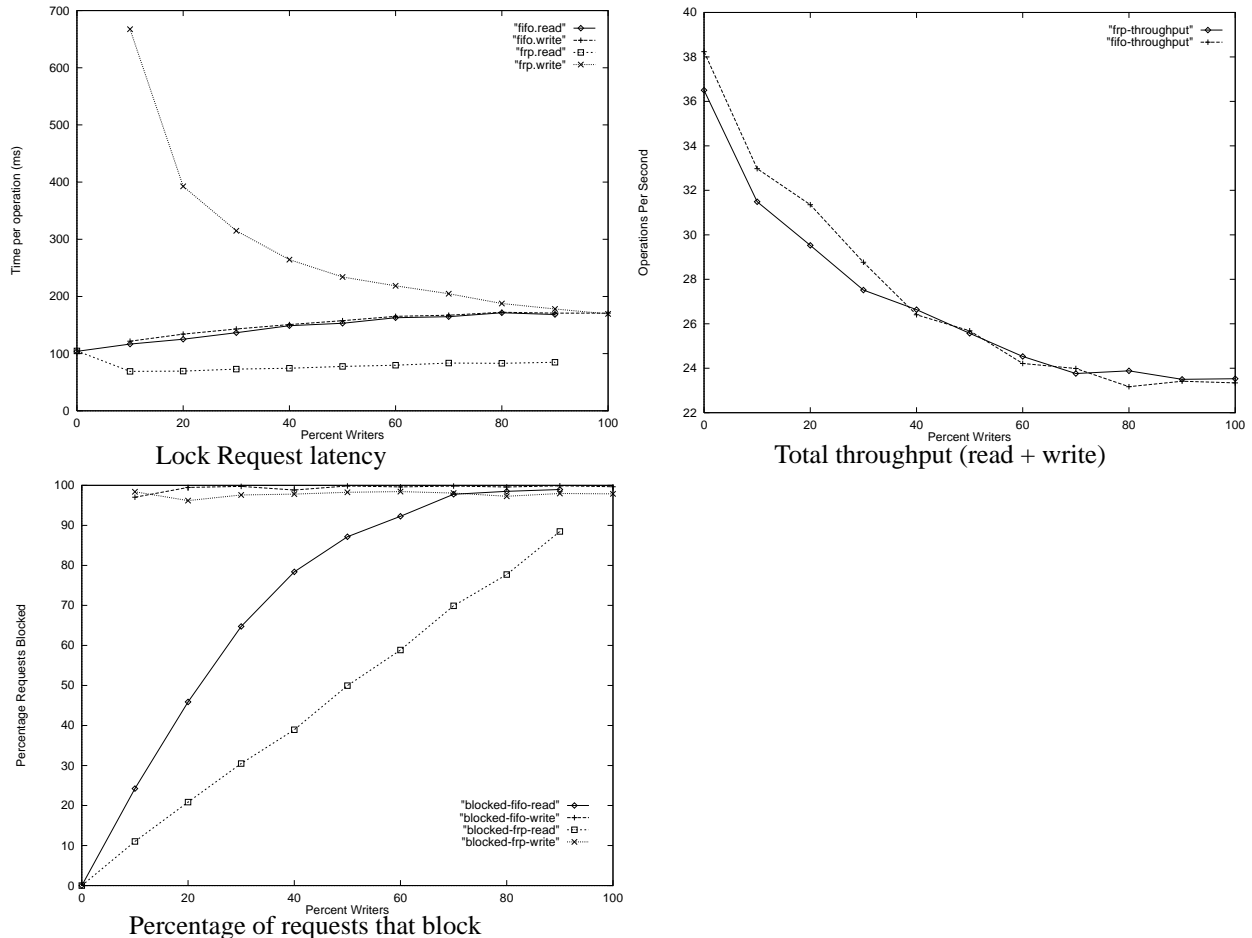 700
600
500
400
300
200
100
0
Time per operation (ms)
"fifo.read"
"fifo.write"
"frp.read"
"frp.write"
0 20 40 60 80 100
Percent Writers
Lock Request latency
42
40
38
36
34
32
30
28
26
24
22
Operations Per Second
"frp-throughput"
"fifo-throughput"
0 20 40 60 80 100
Percent Writers
Total throughput (read + write)
100
90
80
70
60
50
40
30
20
10
0
Percentage Requests Blocked
"blocked-fifo-read"
"blocked-fifo-write"
"blocked-frp-read"
"blocked-frp-write"
0 20 40 60 80 100
Percent Writers
Percentage of requests that block